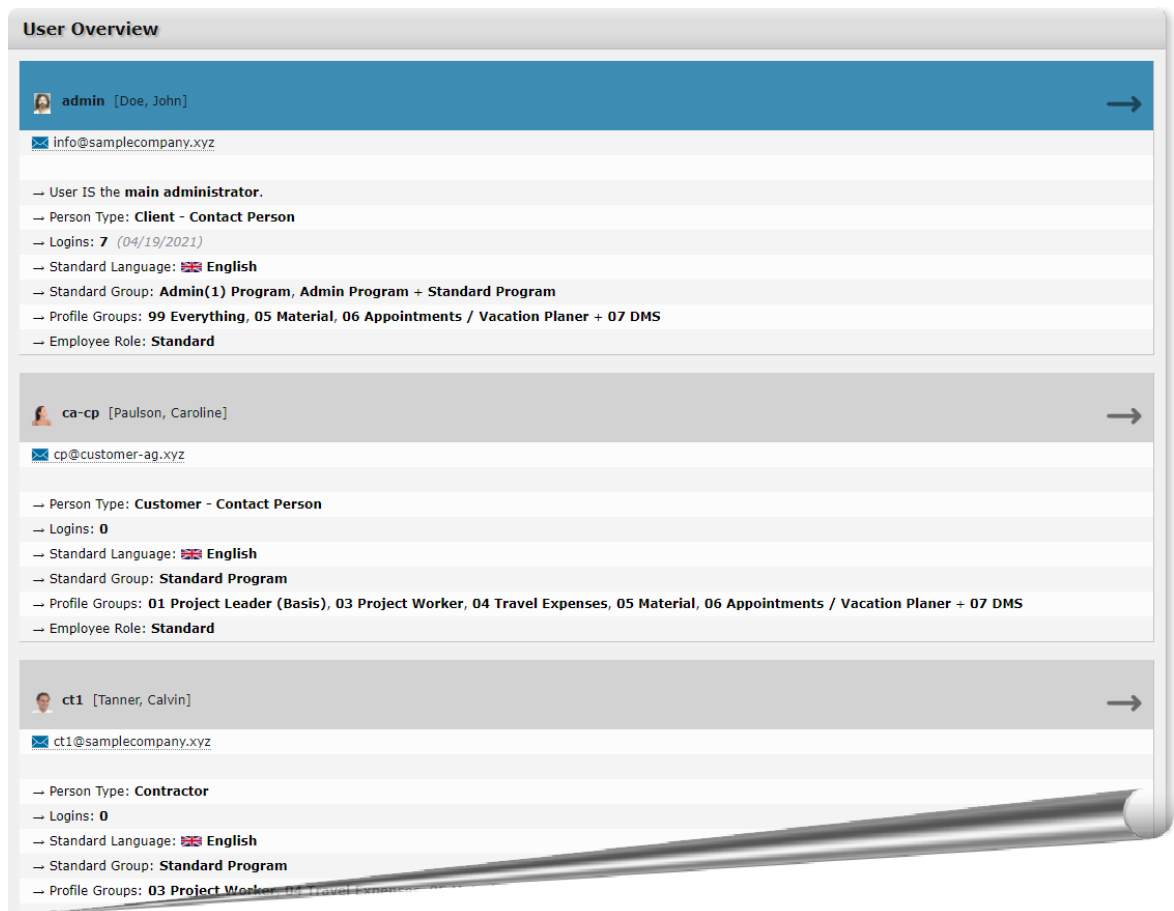 User Overview
admin [Doe, John]
info@samplecompany.xyz
→ User IS the main administrator.
→ Person Type: Client - Contact Person
→ Logins: 7 (04/19/2021)
→ Standard Language: English
→ Standard Group: Admin(1) Program, Admin Program + Standard Program
→ Profile Groups: 99 Everything, 05 Material, 06 Appointments / Vacation Planer + 07 DMS
→ Employee Role: Standard
ca-cp [Paulson, Caroline]
cp@customer-ag.xyz
→ Person Type: Customer - Contact Person
→ Logins: 0
→ Standard Language: English
→ Standard Group: Standard Program
→ Profile Groups: 01 Project Leader (Basis), 03 Project Worker, 04 Travel Expenses, 05 Material, 06 Appointments / Vacation Planer + 07 DMS
→ Employee Role: Standard
ct1 [Tanner, Calvin]
ct1@samplecompany.xyz
→ Person Type: Contractor
→ Logins: 0
→ Standard Language: English
→ Standard Group: Standard Program
→ Profile Groups: 03 Project Worker, 04 Travel Expenses,